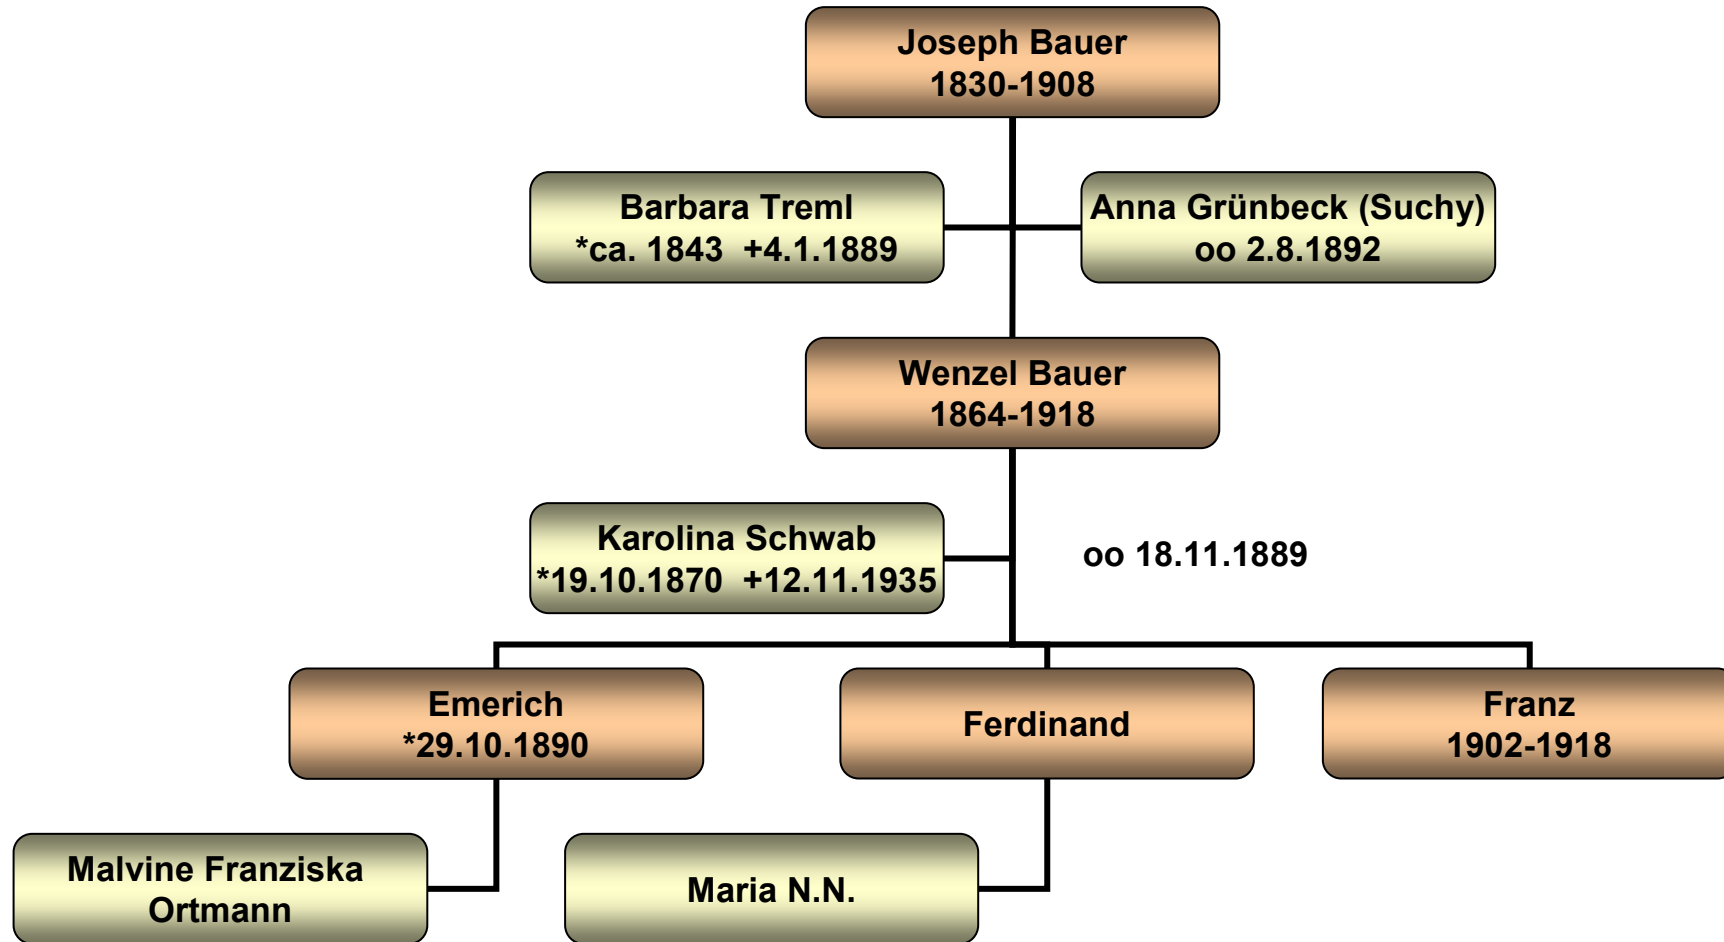 Joseph Bauer
1830-1908
Barbara Treml
*ca. 1843  +4.1.1889
Anna Grünbeck (Suchy)
oo 2.8.1892
Wenzel Bauer
1864-1918
Karolina Schwab
*19.10.1870  +12.11.1935
oo 18.11.1889
Emerich
*29.10.1890
Ferdinand
Franz
1902-1918
Malvine Franziska
Ortmann
Maria N.N.